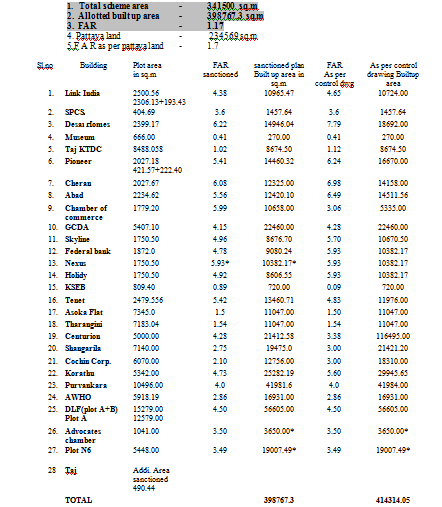 1. Total scheme area - 341500 sq.m
2. Allotted built up area - 398767.3 sq.m
3. FAR - 1.17
4. Pattaya land - 234569 sq.m
5.F A R as per pattaya land - 1.7
Sl.no Building Plot area in sq.m FAR sanctioned sanctioned plan Built up area in sq.m FAR As per control dwg As per control drawing Builtup area
1. Link India 2500.56 4.38 10965.47 4.12 10724.00
2306.13+193.43
2. SPCS 404.69 3.6 1457.64 3.6 1457.64
3. Desai rlomes 2399.17 6.22 14946.04 7.79 18692.00
4. Museum 666.00 0.41 270.00 0.41 270.00
5. Taj KTDC 8488.058 1.02 8674.50 1.15 8674.50
6. Pioneer 2027.18 5.41 14460.32 6.24 16670.00
421.57+222.40
7. Cheran 2027.67 6.08 12325.00 6.98 14158.00
8. Abad 2234.62 5.56 12420.10 6.49 14511.56
9. Chamber of commerce 1779.20 5.99 10658.00 3.06 5335.00
10. GCDA 5407.10 4.15 22460.00 4.28 22460.00
11. Skyline 1750.50 4.96 8676.70 5.70 10670.50
12. Federal bank 1872.0 4.78 9080.24 5.93 10382.17
13. Nexus 1750.50 5.93* 10382.17* 5.93 10382.17
14. Holidy 1750.50 4.92 8606.55 5.93 10382.17
15. KSEB 809.40 0.89 720.00 0.09 720.00
16. Tenet 2479.556 5.42 13460.71 4.83 11976.00
17. Asoka Flat 7345.0 1.5 11047.00 1.50 11047.00
18. Tharangini 7183.04 1.54 11047.00 1.54 11047.00
19. Centurion 5000.00 4.28 21412.58 3.38 116495.00
20. Shangarila 7140.00 2.75 19475.0 3.00 21421.20
21. Cochin Corp. 6070.00 2.10 12756.00 3.00 18310.00
22. Korathu 5342.00 4.73 25282.19 5.60 29945.65
23. Purvankara 10496.00 4.0 41981.6 4.0 41984.00
24. AWHO 5918.19 2.86 16931.00 2.86 16931.00
25. DLF(plot A+B) 15279.00 4.50 56605.00 4.50 56605.00
Plot A 12579.00
26. Advocates chamber 1041.00 3.50 3650.00* 3.50 3650.00*
27. Plot N6 5448.00 3.49 19007.49* 3.49 19007.49*
28 Taj Addi. Area
sanctioned
490.44
TOTAL 398767.3 414314.05